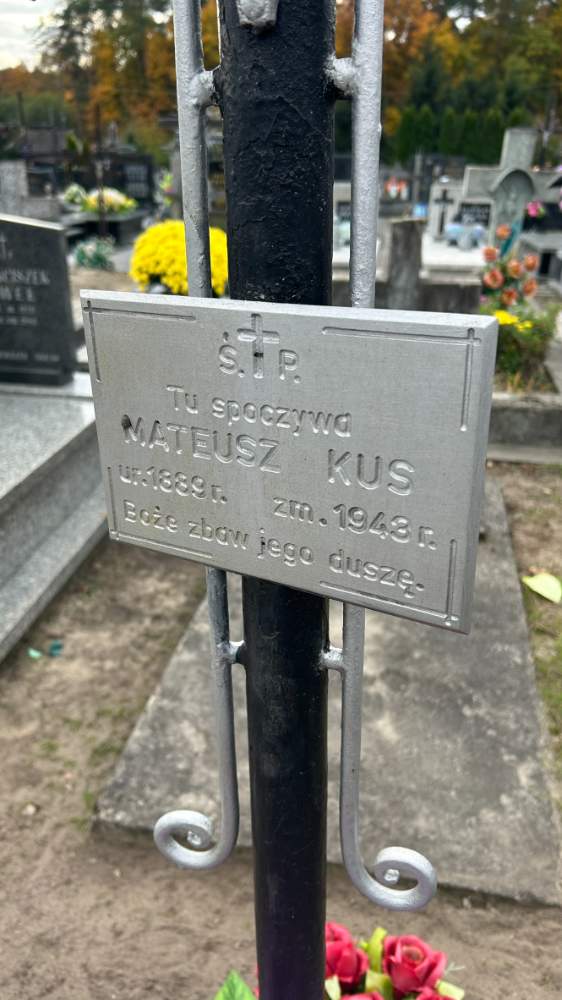 Ś. P.
Tu spoczywa
MATEUSZ KUS
ur. 1889 r. zm. 1943 r.
Boże zbaw jego duszę.